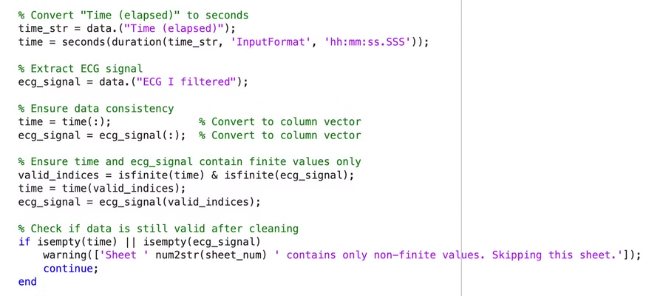 % Convert "Time (elapsed)" to seconds
time_str = data.("Time (elapsed)");
time = seconds(duration(time_str, 'InputFormat', 'hh:mm:ss.SSS'));
% Extract ECG signal
ecg_signal = data.("ECG I filtered");
% Ensure data consistency
time = time(:);             % Convert to column vector
ecg_signal = ecg_signal(:); % Convert to column vector
% Ensure time and ecg_signal contain finite values only
valid_indices = isfinite(time) & isfinite(ecg_signal);
time = time(valid_indices);
ecg_signal = ecg_signal(valid_indices);
% Check if data is still valid after cleaning
if isempty(time) || isempty(ecg_signal)
    warning(['Sheet ' num2str(sheet_num) ' contains only non-finite values. Skipping this sheet.']);
    continue;
end